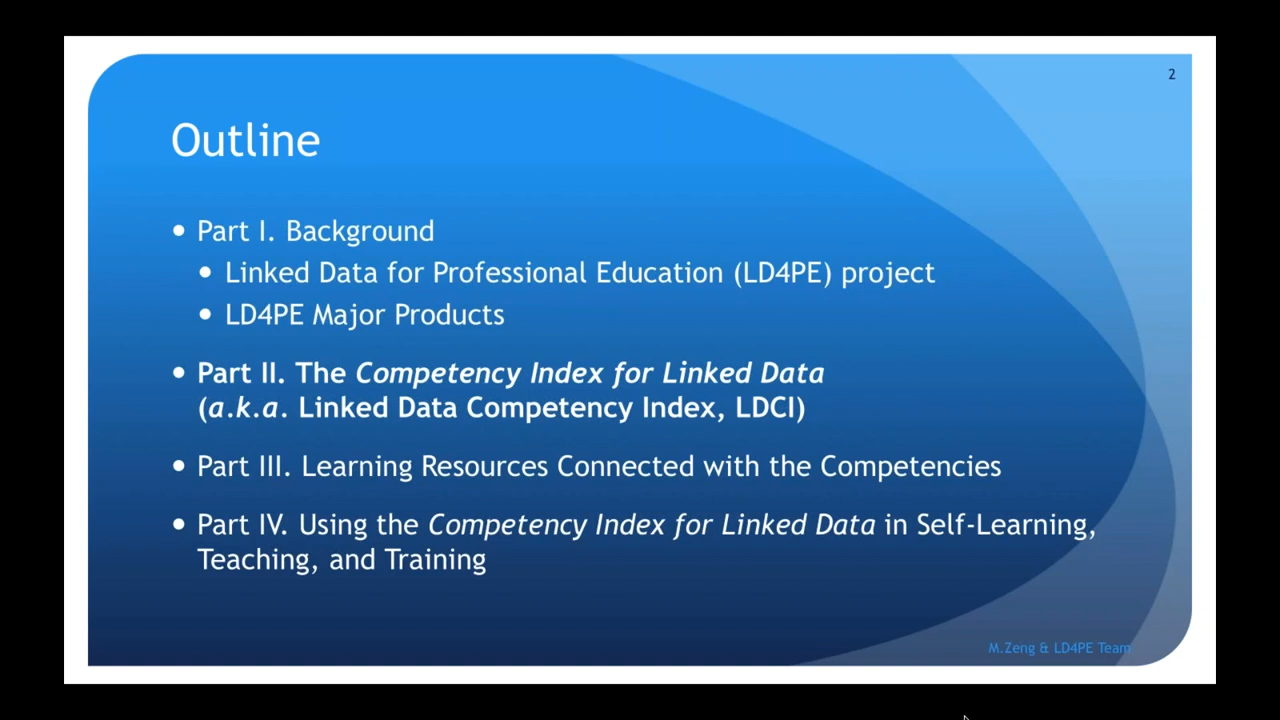 2
Outline
• Part I. Background
• Linked Data for Professional Education (LD4PE) project
• LD4PE Major Products
• Part II. The Competency Index for Linked Data
(a.k.a. Linked Data Competency Index, LDCI)
• Part III. Learning Resources Connected with the Competencies
• Part IV. Using the Competency Index for Linked Data in Self-Learning,
Teaching, and Training
M.Zeng & LD4PE Team